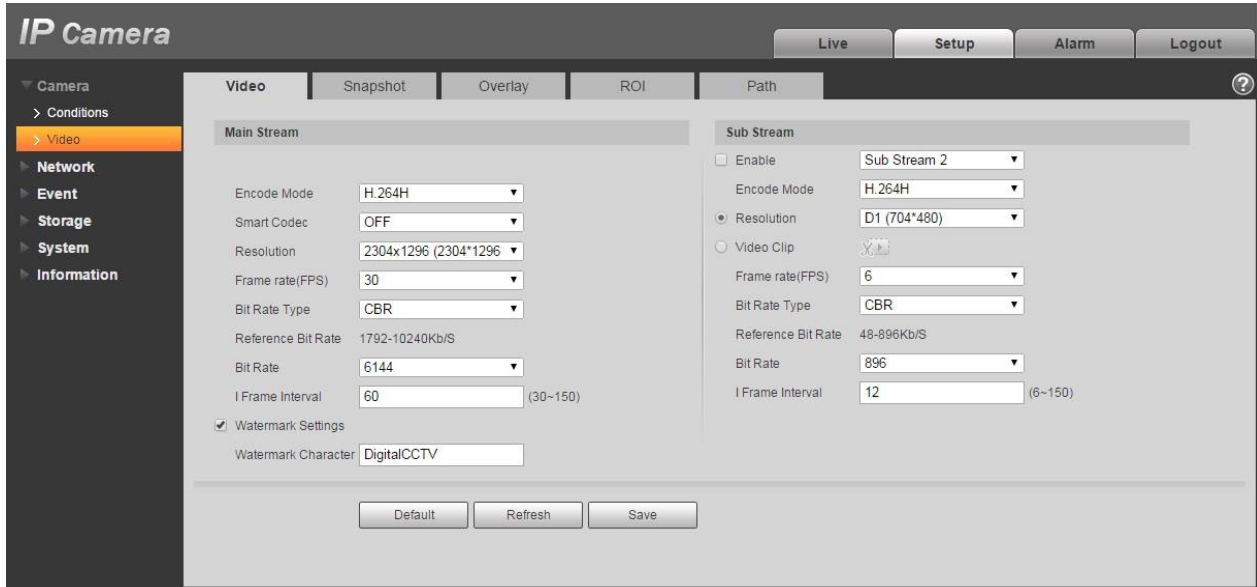 IP Camera
Live Setup Alarm Logout
Camera
Conditions
Video
Network
Event
Storage
System
Information
Video Snapshot Overlay ROI Path
?
Main Stream
Encode Mode H.264H
Smart Codec OFF
Resolution 2304x1296 (2304*1296
Frame rate(FPS) 30
Bit Rate Type CBR
Reference Bit Rate 1792-10240Kb/S
Bit Rate 6144
I Frame Interval 60 (30~150)
Watermark Settings
Watermark Character DigitalCCTV
Sub Stream
Enable Sub Stream 2
Encode Mode H.264H
Resolution D1 (704*480)
Video Clip
Frame rate(FPS) 6
Bit Rate Type CBR
Reference Bit Rate 48-896Kb/S
Bit Rate 896
I Frame Interval 12 (6~150)
Default Refresh Save